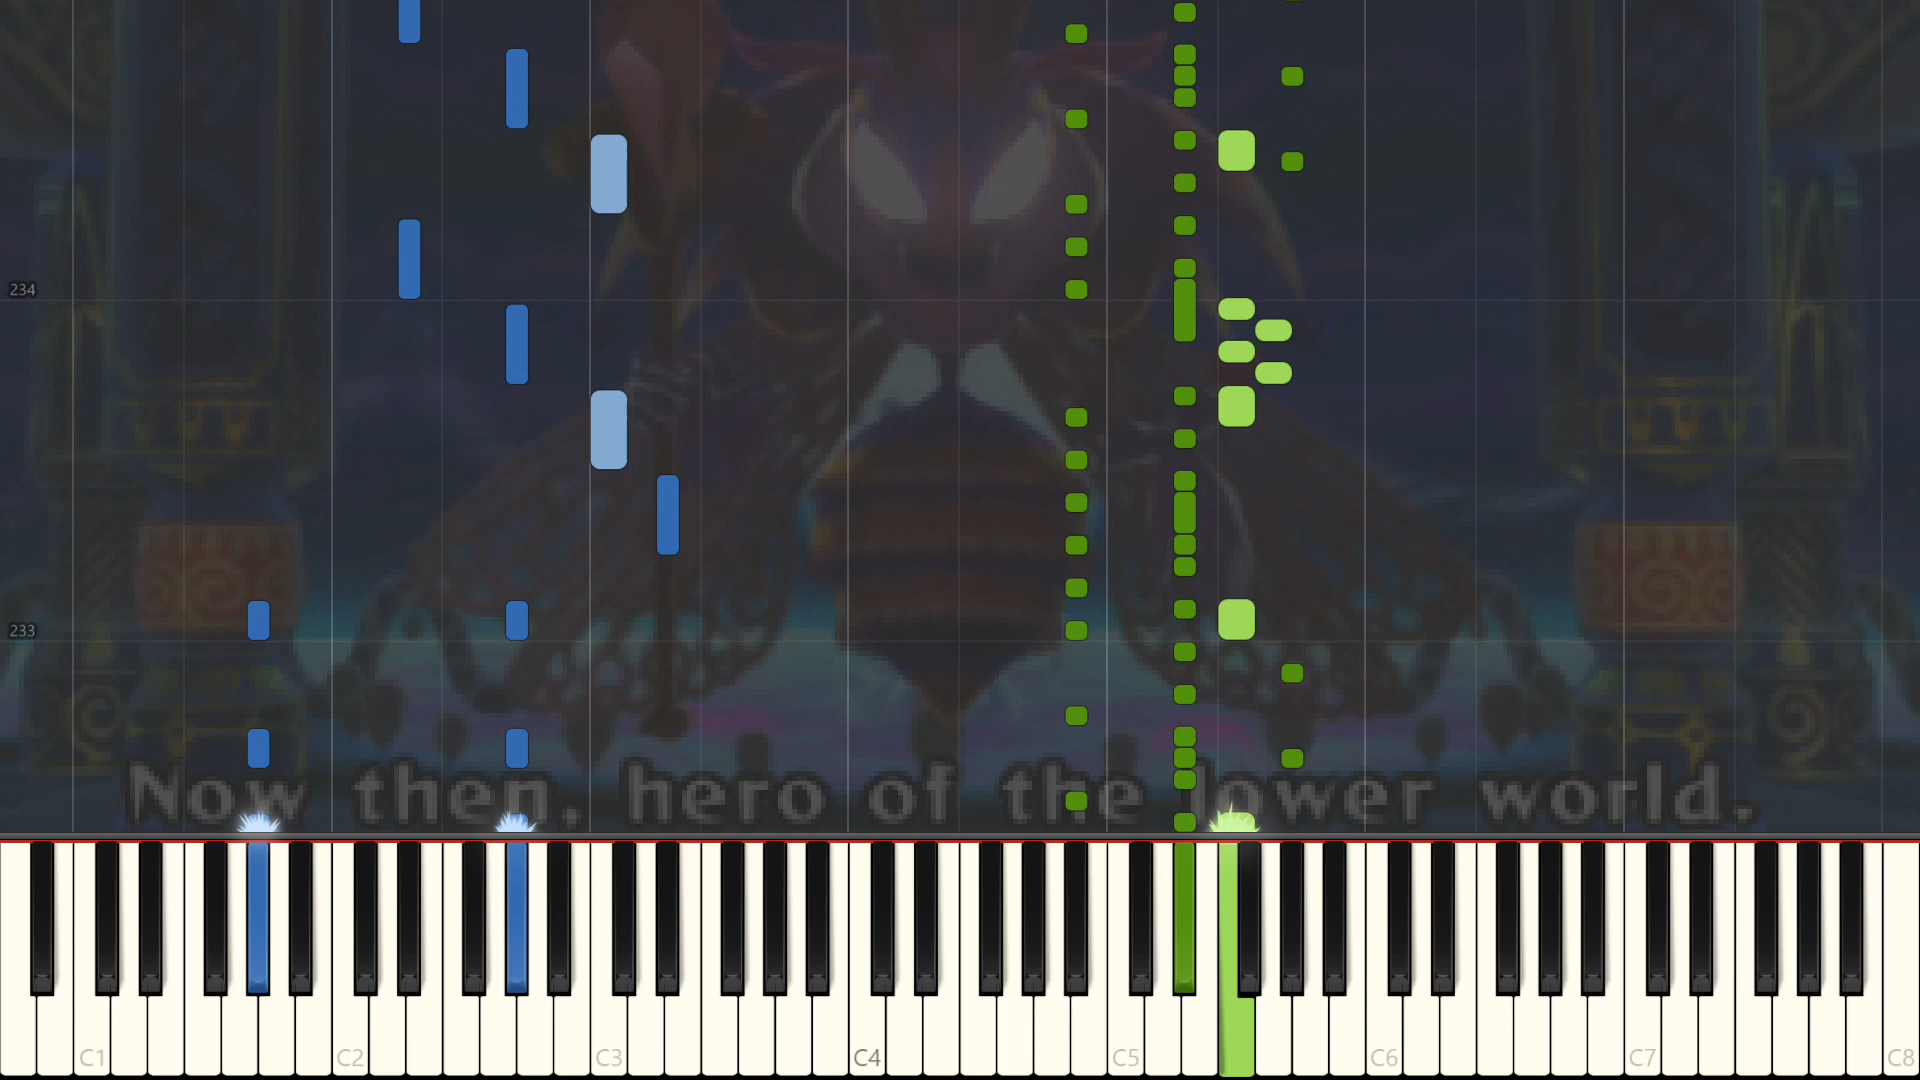 234
233
Now then, hero of the lower world.
C1 C2 C3 C4 C5 C6 C7 C8